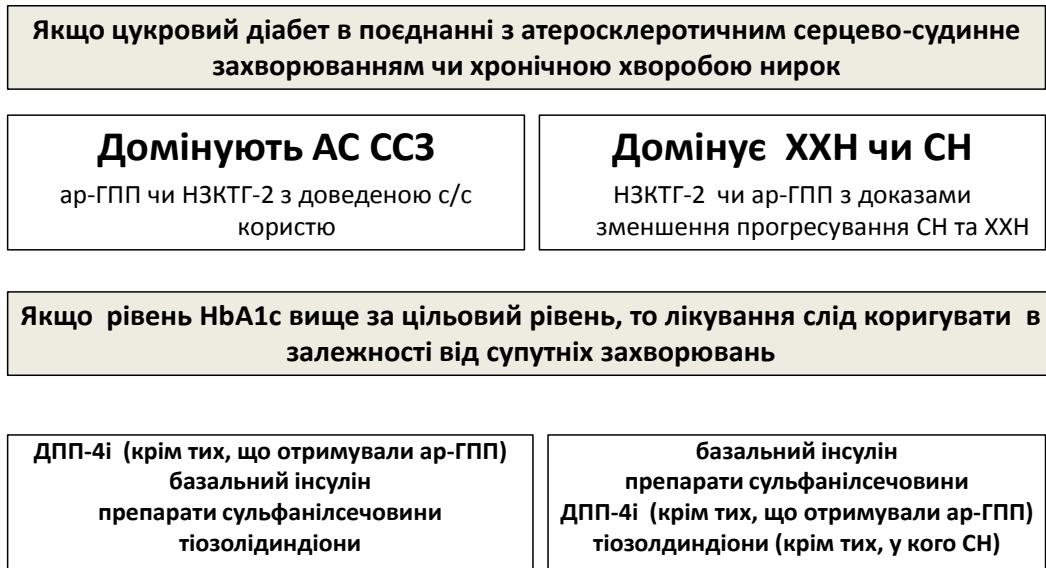 Якщо цукровий діабет в поєднанні з атеросклеротичним серцево-судинне
захворюванням чи хронічною хворобою нирок
Домінують АС ССЗ
ар-ГПП чи НЗКТГ-2 з доведеною с/с
користю
Домінує ХХН чи СН
НЗКТГ-2 чи ар-ГПП з доказами
зменшення прогресування СН та ХХН
Якщо рівень HbA1c вище за цільовий рівень, то лікування слід коригувати в
залежності від супутніх захворювань
ДПП-4і (крім тих, що отримували ар-ГПП)
базальний інсулін
препарати сульфанілсечовини
тіозолідиндіони
базальний інсулін
препарати сульфанілсечовини
ДПП-4і (крім тих, що отримували ар-ГПП)
тіозолдиндіони (крім тих, у кого СН)